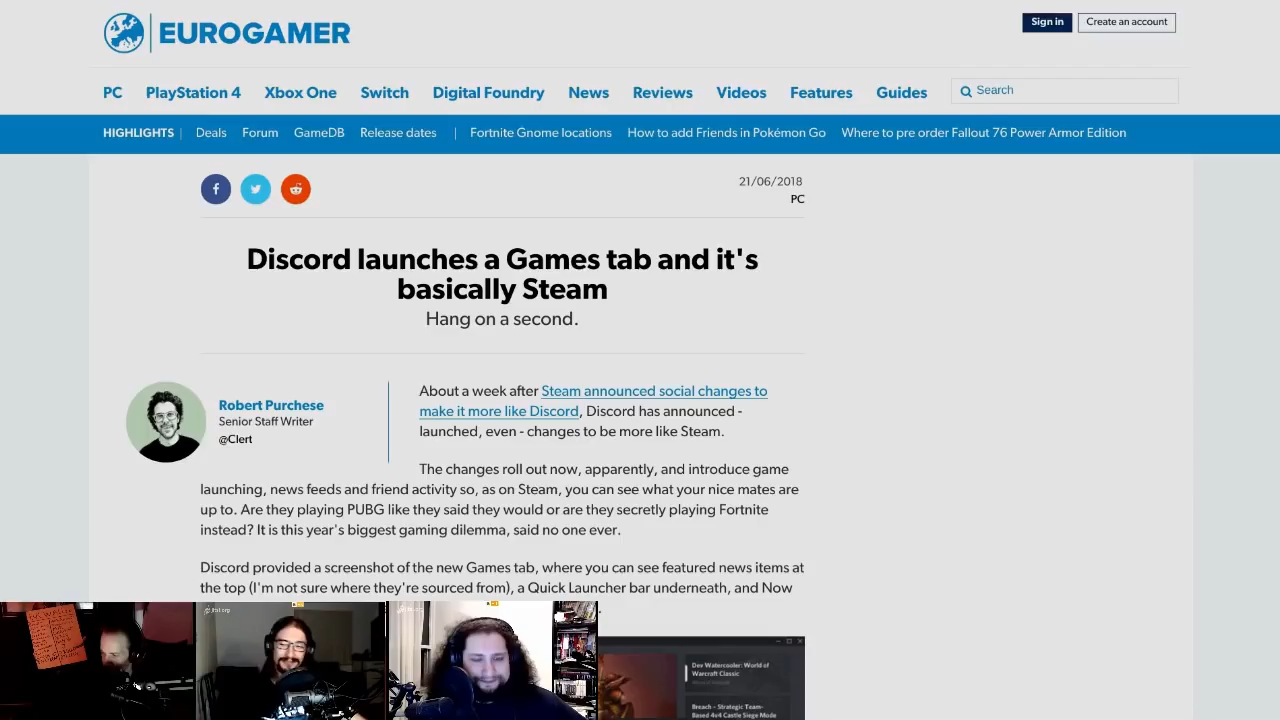 EUROGAMER
Sign in
Create an account
PC PlayStation 4 Xbox One Switch Digital Foundry News Reviews Videos Features Guides Search
HIGHLIGHTS | Deals Forum GameDB Release dates | Fortnite Gnome locations How to add Friends in Pokémon Go Where to pre order Fallout 76 Power Armor Edition
21/06/2018
PC
Discord launches a Games tab and it's
basically Steam
Hang on a second.
Robert Purchese
Senior Staff Writer
@Clert
About a week after Steam announced social changes to
make it more like Discord, Discord has announced -
launched, even - changes to be more like Steam.
The changes roll out now, apparently, and introduce game
launching, news feeds and friend activity so, as on Steam, you can see what your nice mates are
up to. Are they playing PUBG like they said they would or are they secretly playing Fortnite
instead? It is this year's biggest gaming dilemma, said no one ever.
Discord provided a screenshot of the new Games tab, where you can see featured news items at
the top (I'm not sure where they're sourced from), a Quick Launcher bar underneath, and Now
Dev Watercooler: World of
Warcraft Classic
Breach – Strategic Team-
Based 4v4 Castle Siege Mode